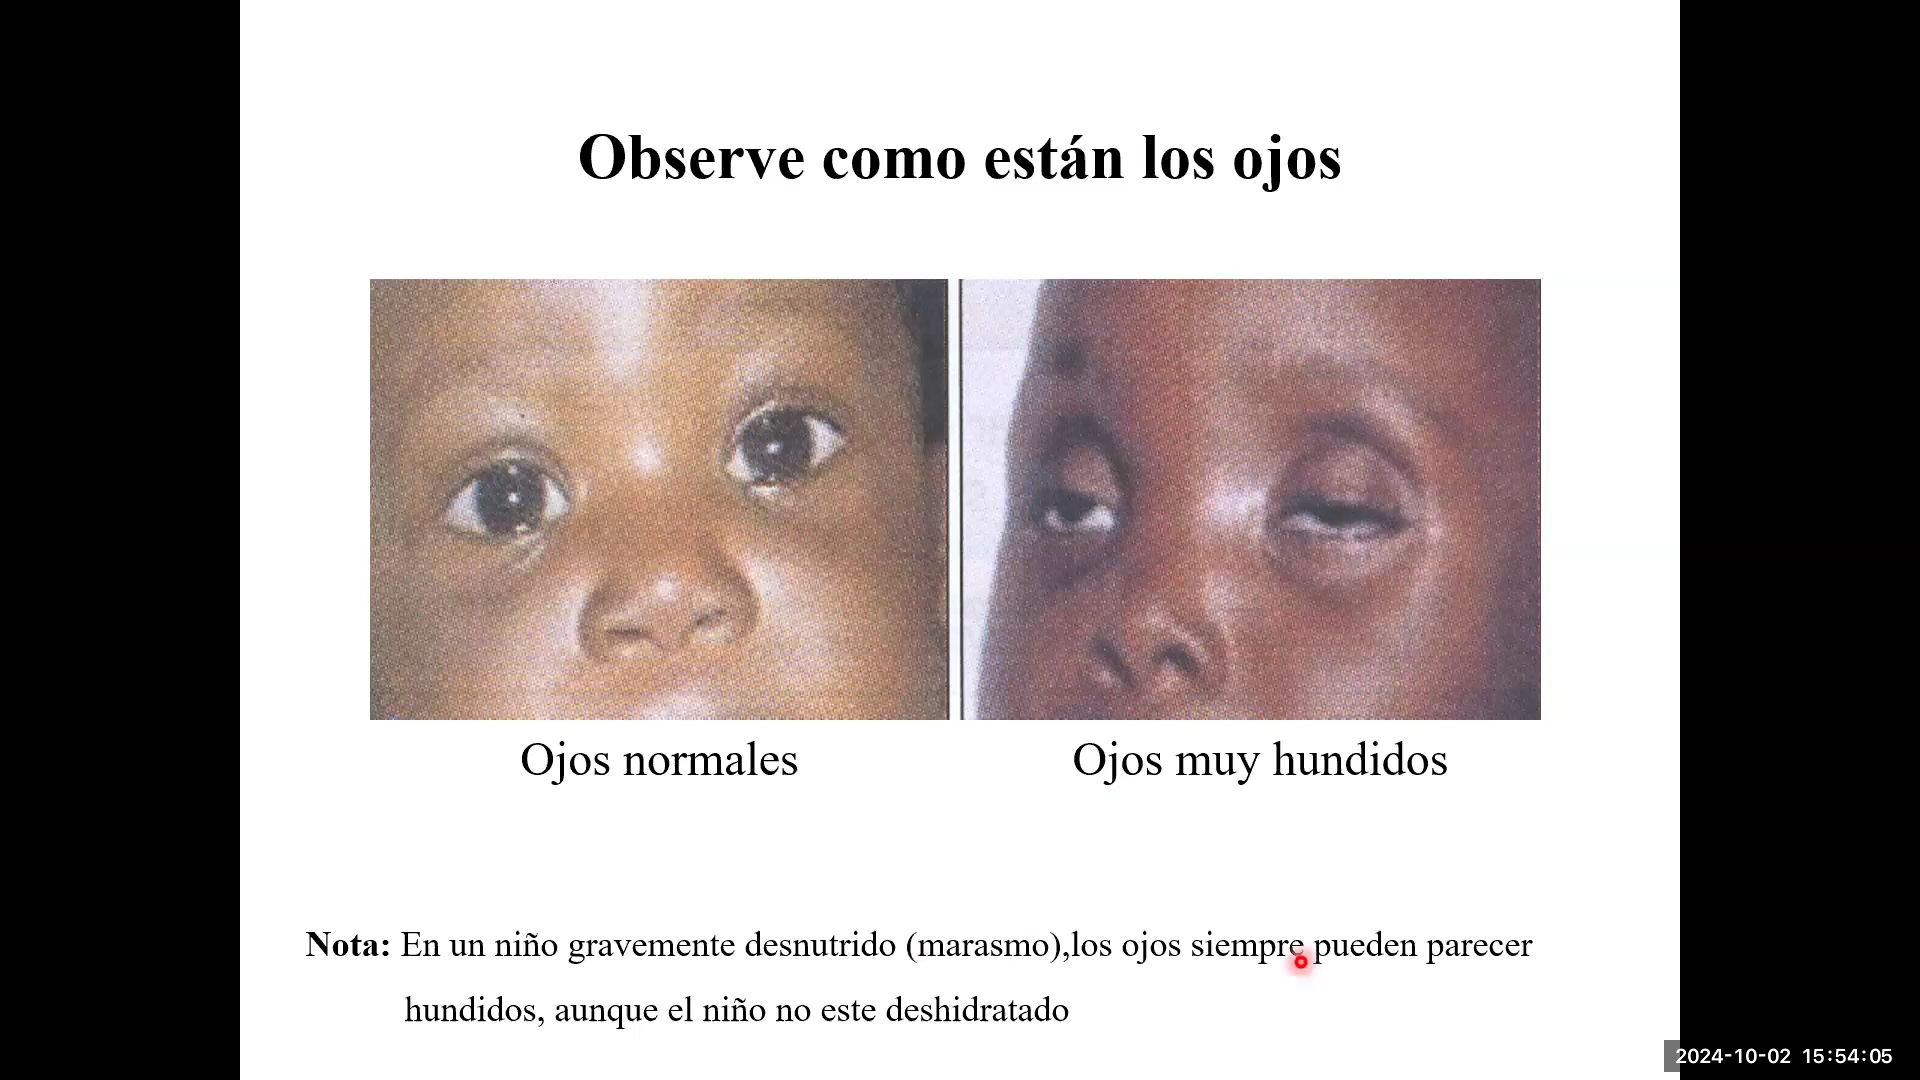 Observe como están los ojos
Ojos normales
Ojos muy hundidos
Nota: En un niño gravemente desnutrido (marasmo),los ojos siempre pueden parecer
hundidos, aunque el niño no este deshidratado
2024-10-02 15:54:05